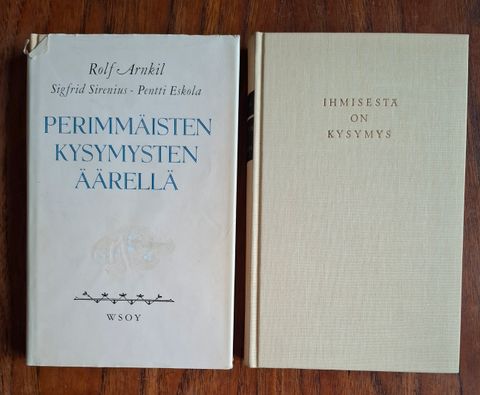 Rolf Arnkil
Sigfrid Sirenius - Pentti Eskola
PERIMMÄISTEN
KYSYMYSTEN
ÄÄRELLÄ
WSOY
IHMISESTÄ
ON
KYSYMYS